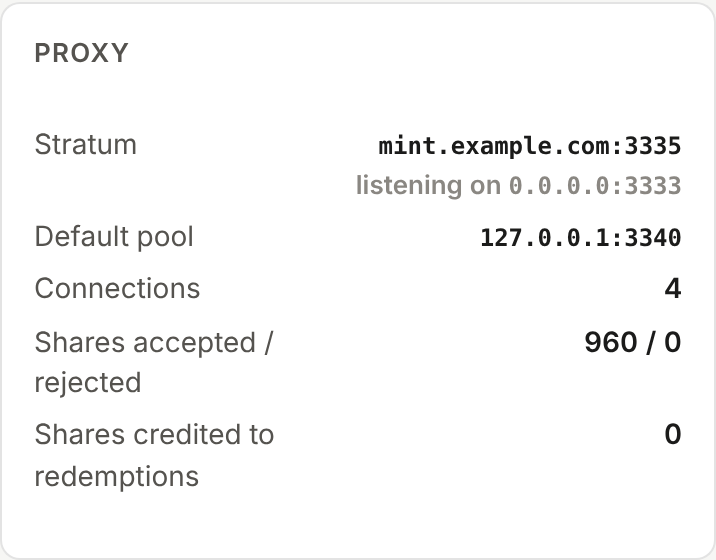 PROXY
Stratum mint.example.com:3335
listening on 0.0.0.0:3333
Default pool 127.0.0.1:3340
Connections 4
Shares accepted / 960 / 0
rejected
Shares credited to 0
redemptions